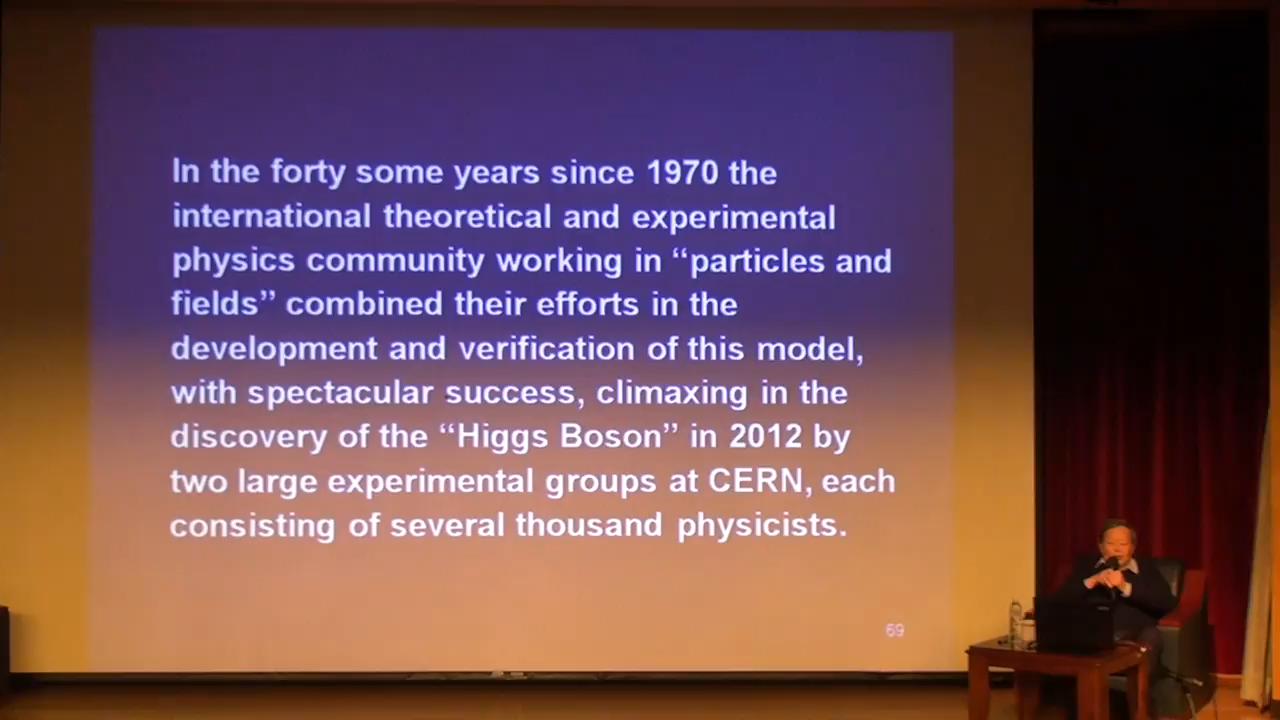 In the forty some years since 1970 the
international theoretical and experimental
physics community working in “particles and
fields” combined their efforts in the
development and verification of this model,
with spectacular success, climaxing in the
discovery of the “Higgs Boson” in 2012 by
two large experimental groups at CERN, each
consisting of several thousand physicists.
69